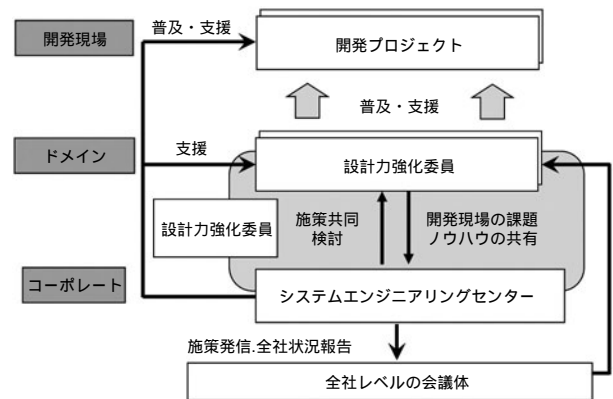 普及・支援
開発現場
開発プロジェクト
普及・支援
支援
ドメイン
設計力強化委員
設計力強化委員
施策共同
検討
開発現場の課題
ノウハウの共有
コーポレート
システムエンジニアリングセンター
施策発信.全社状況報告
全社レベルの会議体